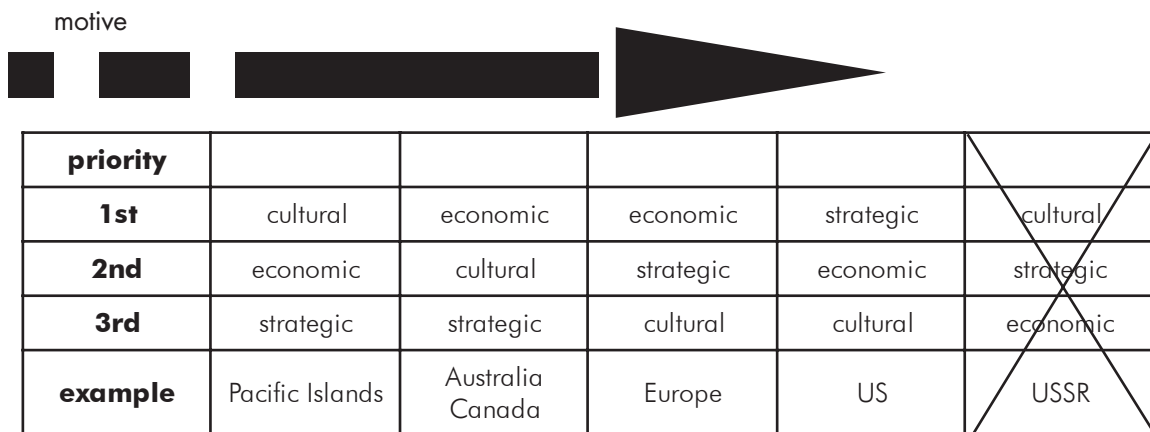 motive
priority
1st cultural economic economic strategic cultural
2nd economic cultural strategic economic strategic
3rd strategic strategic cultural cultural economic
example Pacific Islands Australia Canada Europe US USSR